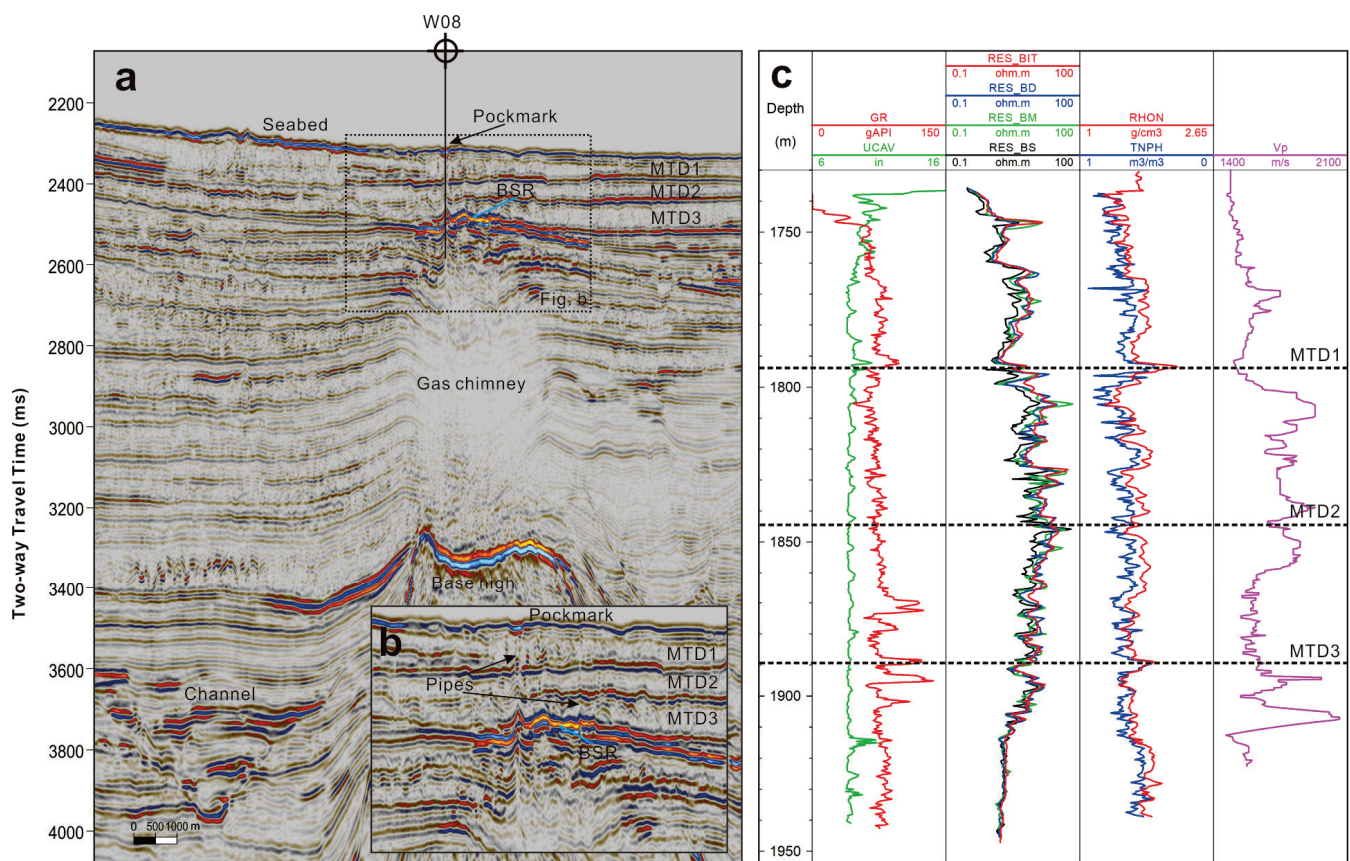 W08
a
2200
2400
2600
2800
3000
3200
3400
3600
3800
4000
Two-way Travel Time (ms)
Seabed
Pockmark
MTD1
MTD2
BSR
MTD3
Fig. b
Gas chimney
Base high
Channel
0 500 1000 m
b
Pockmark
MTD1
MTD2
Pipes
MTD3
BSR
c
Depth
(m)
GR
0 gAPI 150
UCAV
6 in 16
RES_BIT
0.1 ohm.m 100
RES_BD
0.1 ohm.m 100
RES_BM
0.1 ohm.m 100
RES_BS
0.1 ohm.m 100
RHON
1 g/cm3 2.65
TNPH
1 m3/m3 0
Vp
1400 m/s 2100
1750
1800
1850
1900
1950
MTD1
MTD2
MTD3